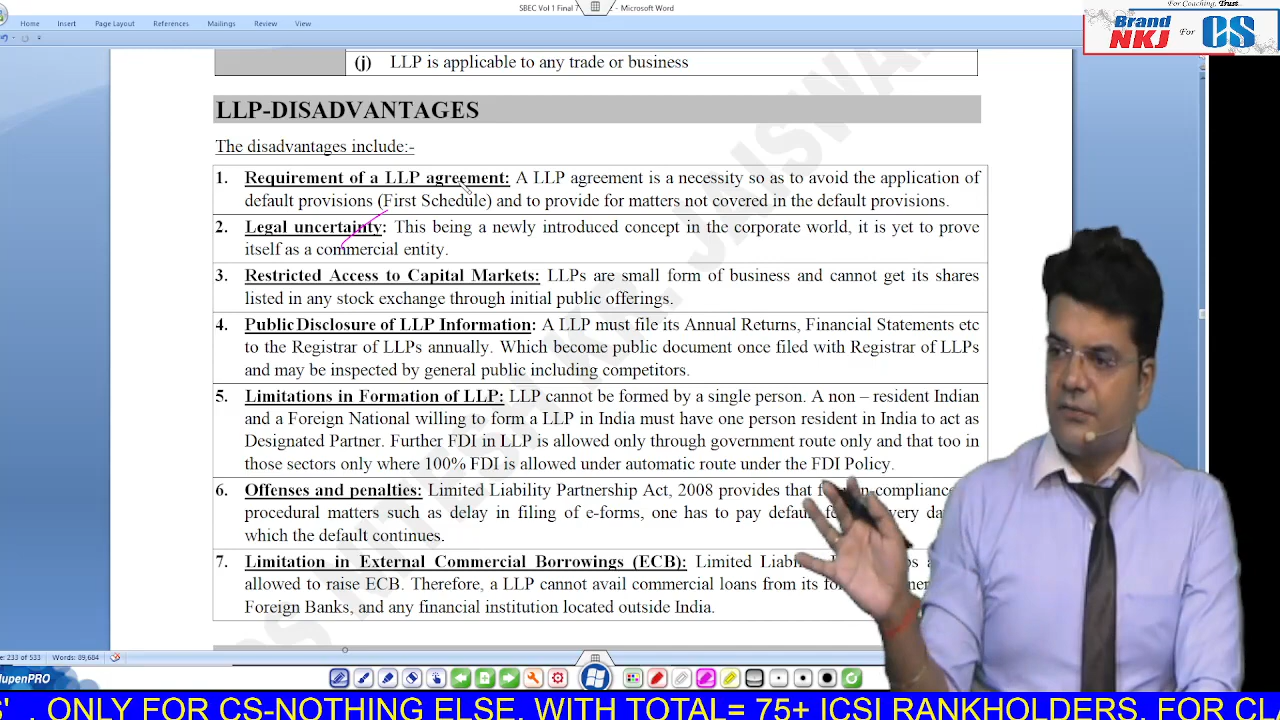 SBEC Vol 1 Final 7 - Microsoft Word
For Coaching, Trust...
Brand NKJ For CS
Home Insert Page Layout References Mailings Review View
(j) LLP is applicable to any trade or business
LLP-DISADVANTAGES
The disadvantages include:-
1. Requirement of a LLP agreement: A LLP agreement is a necessity so as to avoid the application of
default provisions (First Schedule) and to provide for matters not covered in the default provisions.
2. Legal uncertainty: This being a newly introduced concept in the corporate world, it is yet to prove
itself as a commercial entity.
3. Restricted Access to Capital Markets: LLPs are small form of business and cannot get its shares
listed in any stock exchange through initial public offerings.
4. Public Disclosure of LLP Information: A LLP must file its Annual Returns, Financial Statements etc
to the Registrar of LLPs annually. Which become public document once filed with Registrar of LLPs
and may be inspected by general public including competitors.
5. Limitations in Formation of LLP: LLP cannot be formed by a single person. A non – resident Indian
and a Foreign National willing to form LLP in India must have one person resident in India to act as
Designated Partner. Further FDI in LLP is allowed only through government route only and that too in
those sectors only where 100% FDI is allowed under automatic route under the FDI Policy.
6. Offenses and penalties: Limited Liability Partnership Act, 2008 provides that -compliance
procedural matters such as delay in filing of e-forms, one has to pay
which the default continues.
7. Limitation in External Commercial Borrowings (ECB): Limited
allowed to raise ECB. Therefore, a LLP cannot avail commercial loans from its
Foreign Banks, and any financial institution located outside India.
JAISWAL
233 of 533 Words: 89,684
nupenPRO
S' , ONLY FOR CS-NOTHING ELSE, WITH TOTAL= 75+ ICSI RANKHOLDERS, FOR